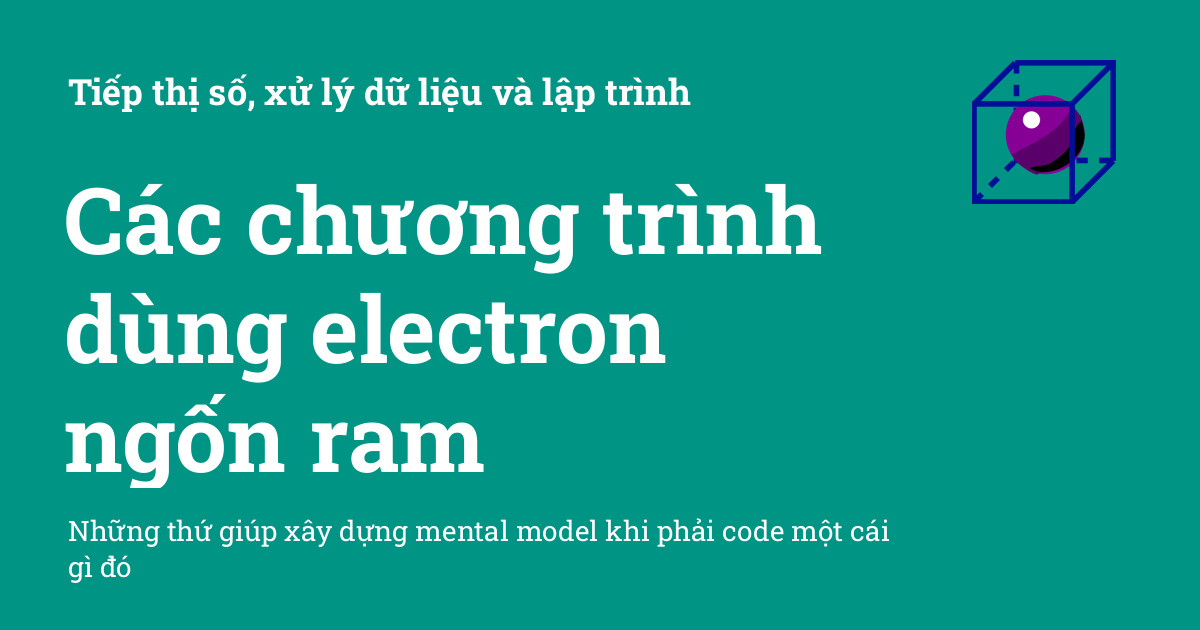 Tiếp thị số, xử lý dữ liệu và lập trình
Các chương trình
dùng electron
ngốn ram
Những thứ giúp xây dựng mental model khi phải code một cái
gì đó